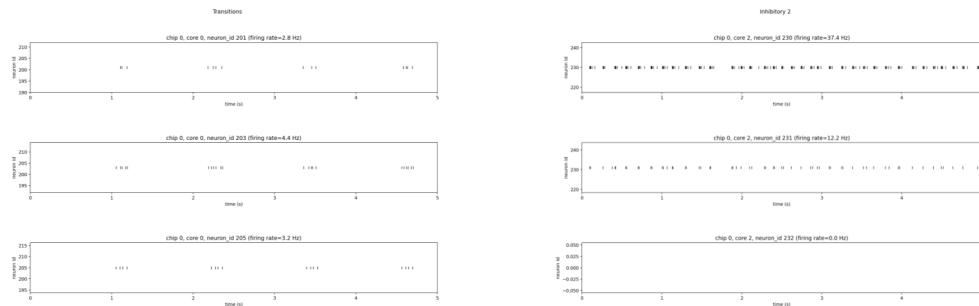 Transitions
chip 0, core 0, neuron_id 201 (firing rate=2.8 Hz)
neuron id
210
205
200
195
190
0 1 2 3 4 5
time (s)
chip 0, core 0, neuron_id 203 (firing rate=4.4 Hz)
neuron id
210
205
200
195
0 1 2 3 4 5
time (s)
chip 0, core 0, neuron_id 205 (firing rate=3.2 Hz)
neuron id
215
210
205
200
195
0 1 2 3 4 5
Inhibitory 2
chip 0, core 2, neuron_id 230 (firing rate=37.4 Hz)
neuron id
240
230
220
0 1 2 3 4
time (s)
chip 0, core 2, neuron_id 231 (firing rate=12.2 Hz)
neuron id
240
230
220
0 1 2 3 4
time (s)
chip 0, core 2, neuron_id 232 (firing rate=0.0 Hz)
neuron id
0.050
0.025
0.000
−0.025
−0.050
0 1 2 3 4